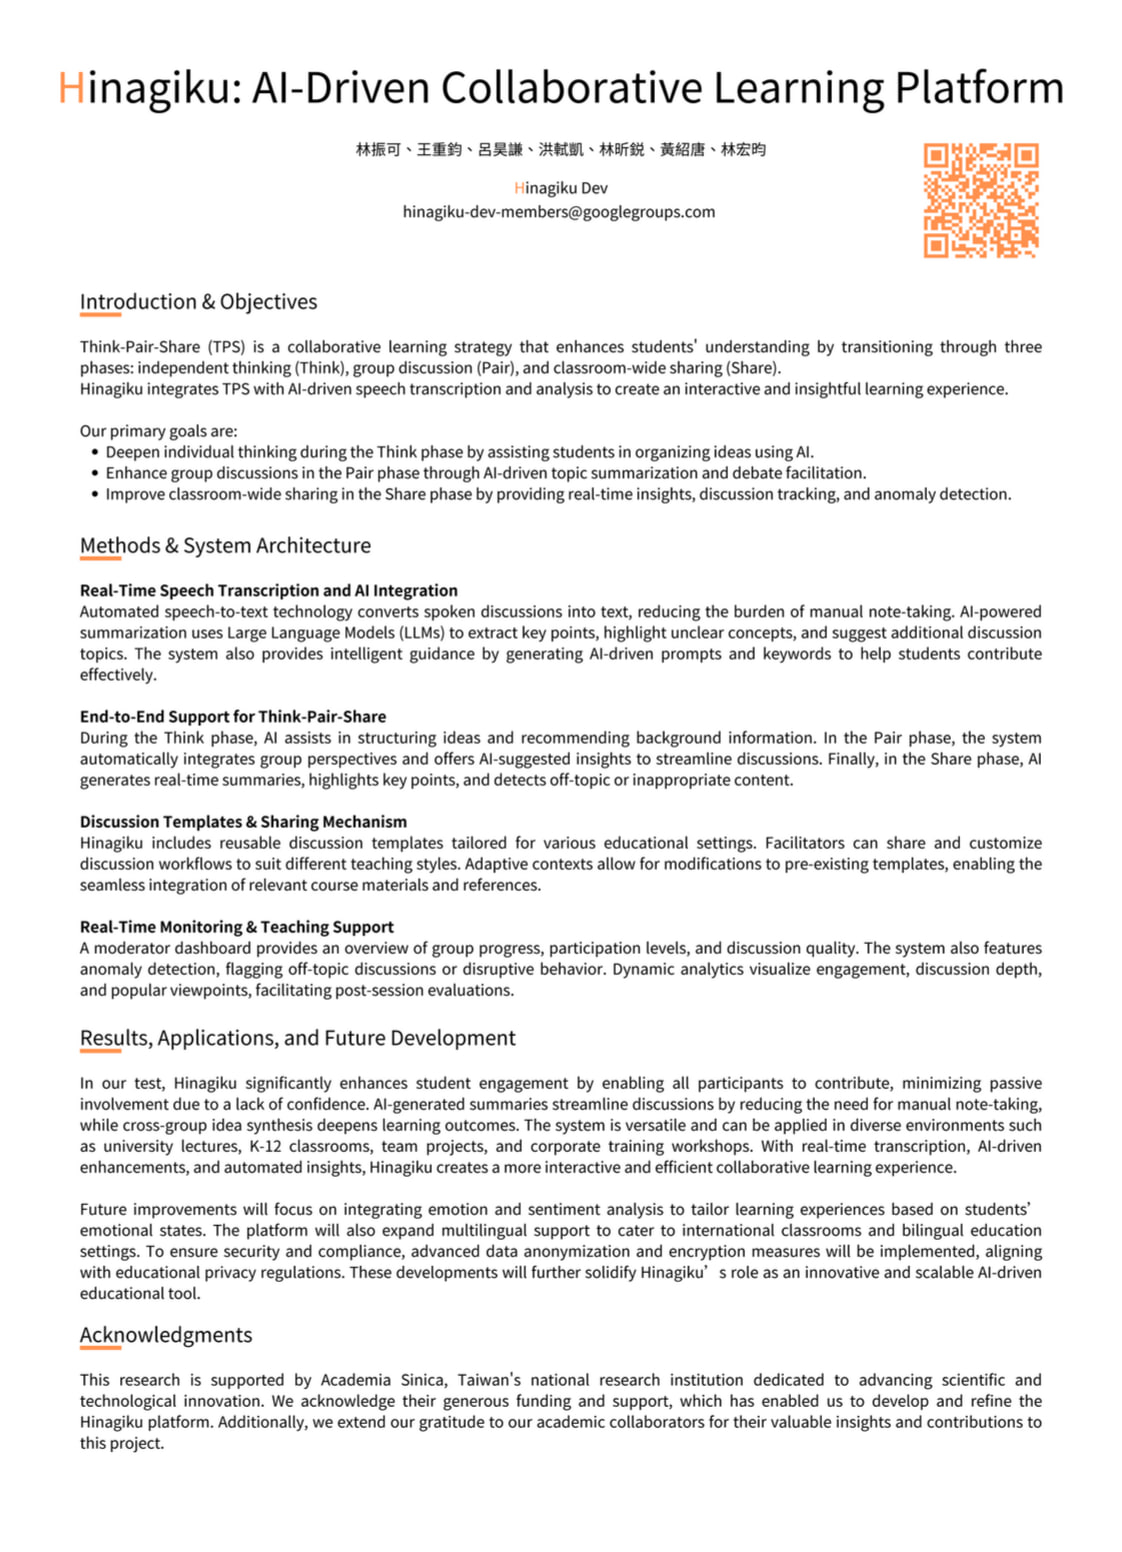 Hinagiku: AI-Driven Collaborative Learning Platform
林振可、王重鈞、呂昊謙、洪軾凱、林昕鋭、黃紹唐、林宏昀
Hinagiku Dev
hinagiku-dev-members@googlegroups.com
Introduction & Objectives
Think-Pair-Share (TPS) is a collaborative learning strategy that enhances students' understanding by transitioning through three
phases: independent thinking (Think), group discussion (Pair), and classroom-wide sharing (Share).
Hinagiku integrates TPS with AI-driven speech transcription and analysis to create an interactive and insightful learning experience.
Our primary goals are:
• Deepen individual thinking during the Think phase by assisting students in organizing ideas using AI.
• Enhance group discussions in the Pair phase through AI-driven topic summarization and debate facilitation.
• Improve classroom-wide sharing in the Share phase by providing real-time insights, discussion tracking, and anomaly detection.
Methods & System Architecture
Real-Time Speech Transcription and AI Integration
Automated speech-to-text technology converts spoken discussions into text, reducing the burden of manual note-taking. AI-powered
summarization uses Large Language Models (LLMs) to extract key points, highlight unclear concepts, and suggest additional discussion
topics. The system also provides intelligent guidance by generating AI-driven prompts and keywords to help students contribute
effectively.
End-to-End Support for Think-Pair-Share
During the Think phase, AI assists in structuring ideas and recommending background information. In the Pair phase, the system
automatically integrates group perspectives and offers AI-suggested insights to streamline discussions. Finally, in the Share phase, AI
generates real-time summaries, highlights key points, and detects off-topic or inappropriate content.
Discussion Templates & Sharing Mechanism
Hinagiku includes reusable discussion templates tailored for various educational settings. Facilitators can share and customize
discussion workflows to suit different teaching styles. Adaptive contexts allow for modifications to pre-existing templates, enabling the
seamless integration of relevant course materials and references.
Real-Time Monitoring & Teaching Support
A moderator dashboard provides an overview of group progress, participation levels, and discussion quality. The system also features
anomaly detection, flagging off-topic discussions or disruptive behavior. Dynamic analytics visualize engagement, discussion depth,
and popular viewpoints, facilitating post-session evaluations.
Results, Applications, and Future Development
In our test, Hinagiku significantly enhances student engagement by enabling all participants to contribute, minimizing passive
involvement due to a lack of confidence. AI-generated summaries streamline discussions by reducing the need for manual note-taking,
while cross-group idea synthesis deepens learning outcomes. The system is versatile and can be applied in diverse environments such
as university lectures, K-12 classrooms, team projects, and corporate training workshops. With real-time transcription, AI-driven
enhancements, and automated insights, Hinagiku creates a more interactive and efficient collaborative learning experience.
Future improvements will focus on integrating emotion and sentiment analysis to tailor learning experiences based on students’
emotional states. The platform will also expand multilingual support to cater to international classrooms and bilingual education
settings. To ensure security and compliance, advanced data anonymization and encryption measures will be implemented, aligning
with educational privacy regulations. These developments will further solidify Hinagiku’s role as an innovative and scalable AI-driven
educational tool.
Acknowledgments
This research is supported by Academia Sinica, Taiwan's national research institution dedicated to advancing scientific and
technological innovation. We acknowledge their generous funding and support, which has enabled us to develop and refine the
Hinagiku platform. Additionally, we extend our gratitude to our academic collaborators for their valuable insights and contributions to
this project.